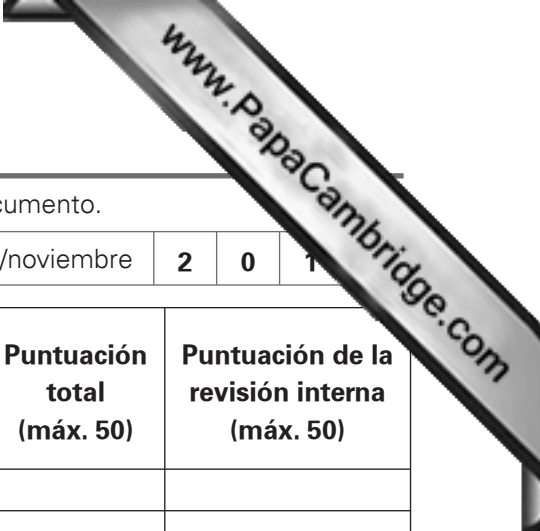 www.PapaCambridge.com
cumento.
/noviembre 2 0 1
Puntuación total (máx. 50)
Puntuación de la revisión interna (máx. 50)